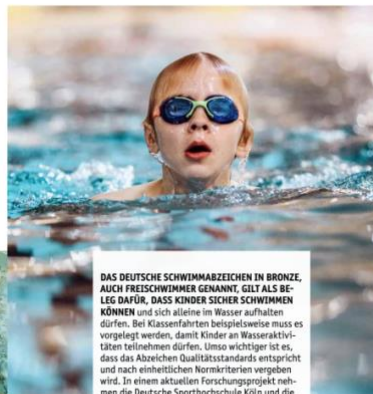 DAS DEUTSCHE SCHWIMMABZEICHEN IN BRONZE,
AUCH FREISCHWIMMER GENANNT, GILT ALS BE-
LEG DAFÜR, DASS KINDER SICHER SCHWIMMEN
KÖNNEN und sich alleine im Wasser aufhalten
dürfen. Bei Klassenfahrten beispielsweise muss es
vorgelegt werden, damit Kinder an Wasseraktivi-
täten teilnehmen dürfen. Umso wichtiger ist es,
dass das Abzeichen Qualitätsstandards entspricht
und nach einheitlichen Normkriterien vergeben
wird. In einem aktuellen Forschungsprojekt neh-
men die Deutsche Sporthochschule Köln und die